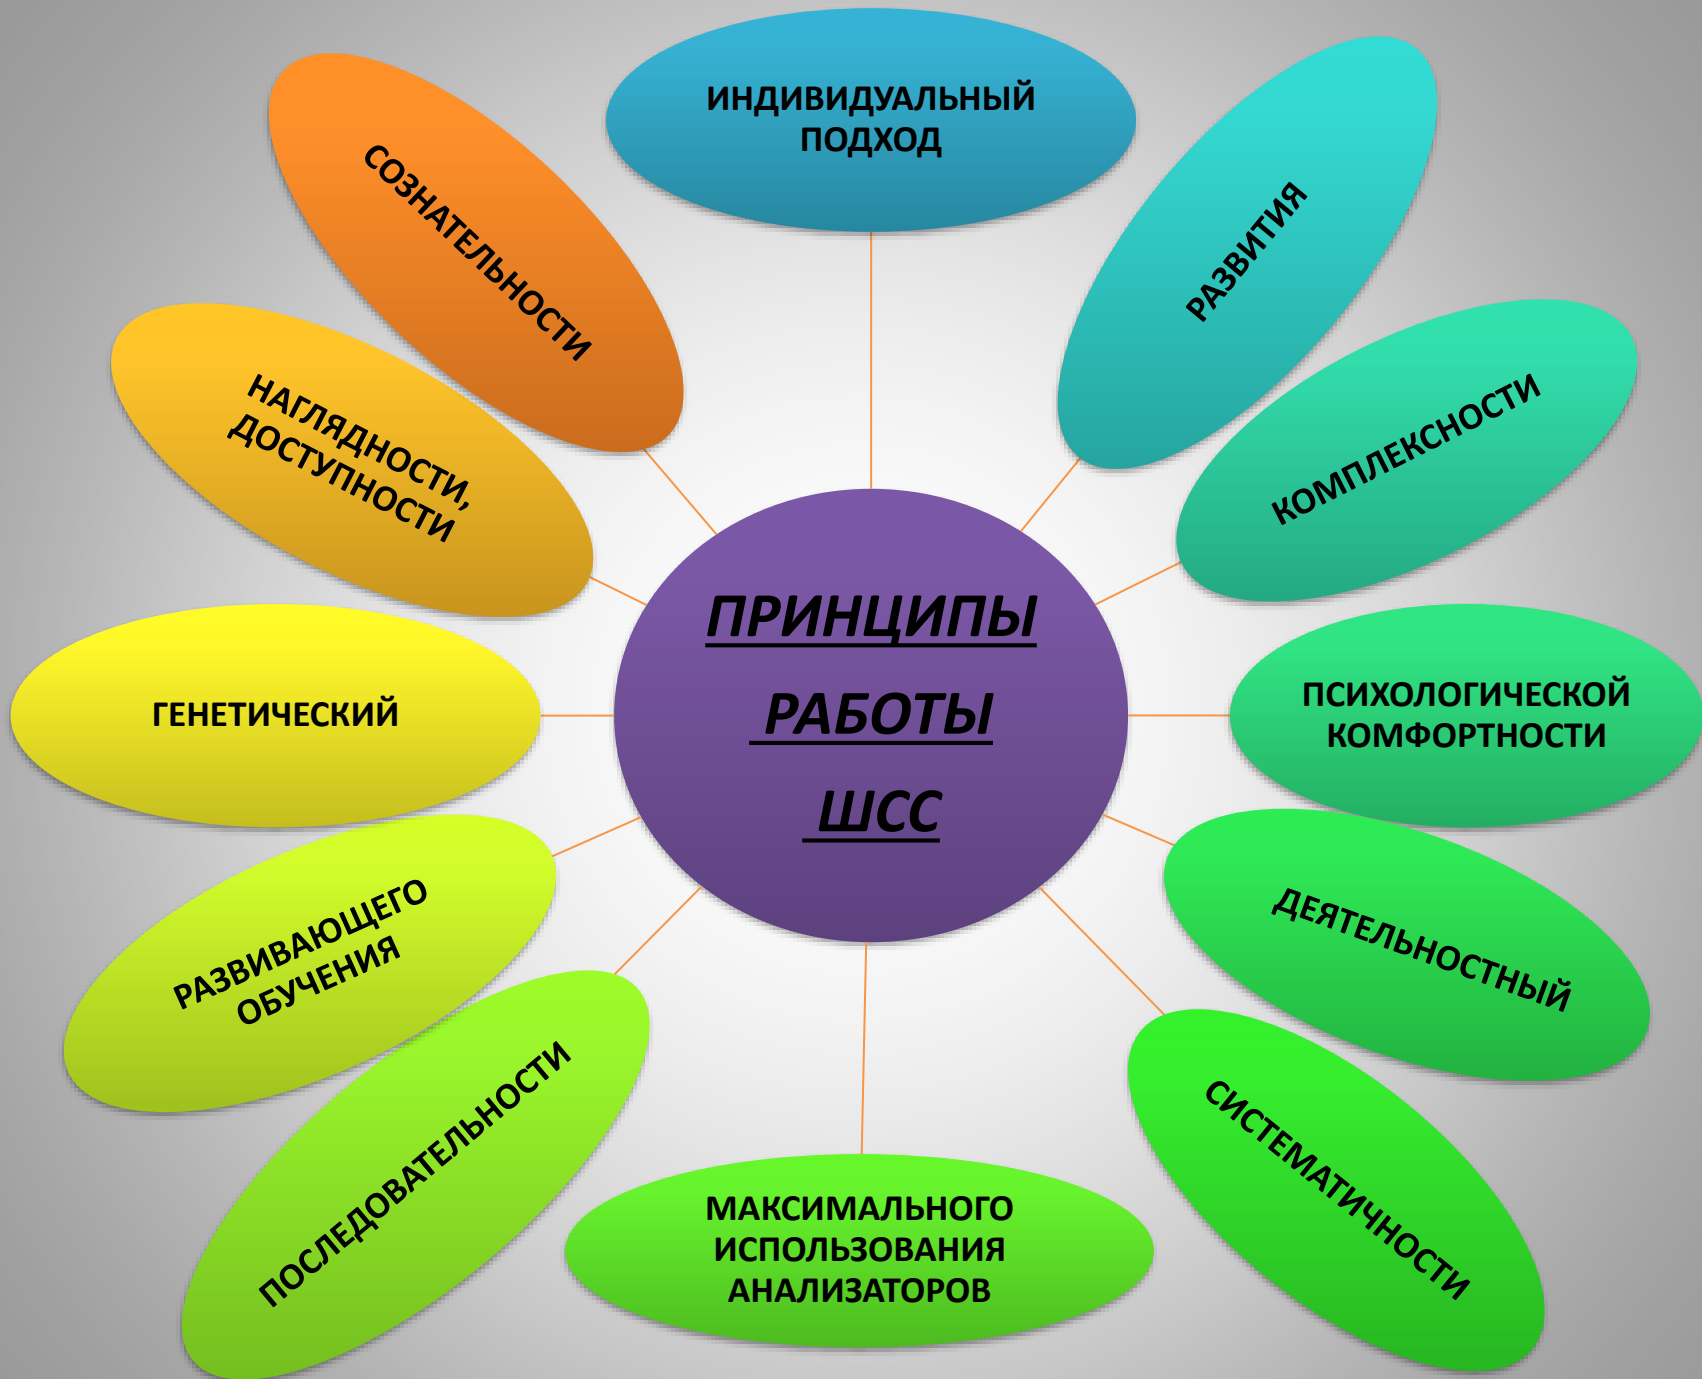 ИНДИВИДУАЛЬНЫЙ
ПОДХОД
РАЗВИТИЯ
КОМПЛЕКСНОСТИ
ПСИХОЛОГИЧЕСКОЙ
КОМФОРТНОСТИ
ДЕЯТЕЛЬНОСТНЫЙ
СИСТЕМАТИЧНОСТИ
МАКСИМАЛЬНОГО
ИСПОЛЬЗОВАНИЯ
АНАЛИЗАТОРОВ
ПОСЛЕДОВАТЕЛЬНОСТИ
РАЗВИВАЮЩЕГО
ОБУЧЕНИЯ
ГЕНЕТИЧЕСКИЙ
НАГЛЯДНОСТИ,
ДОСТУПНОСТИ
СОЗНАТЕЛЬНОСТИ
ПРИНЦИПЫ
РАБОТЫ
ШСС